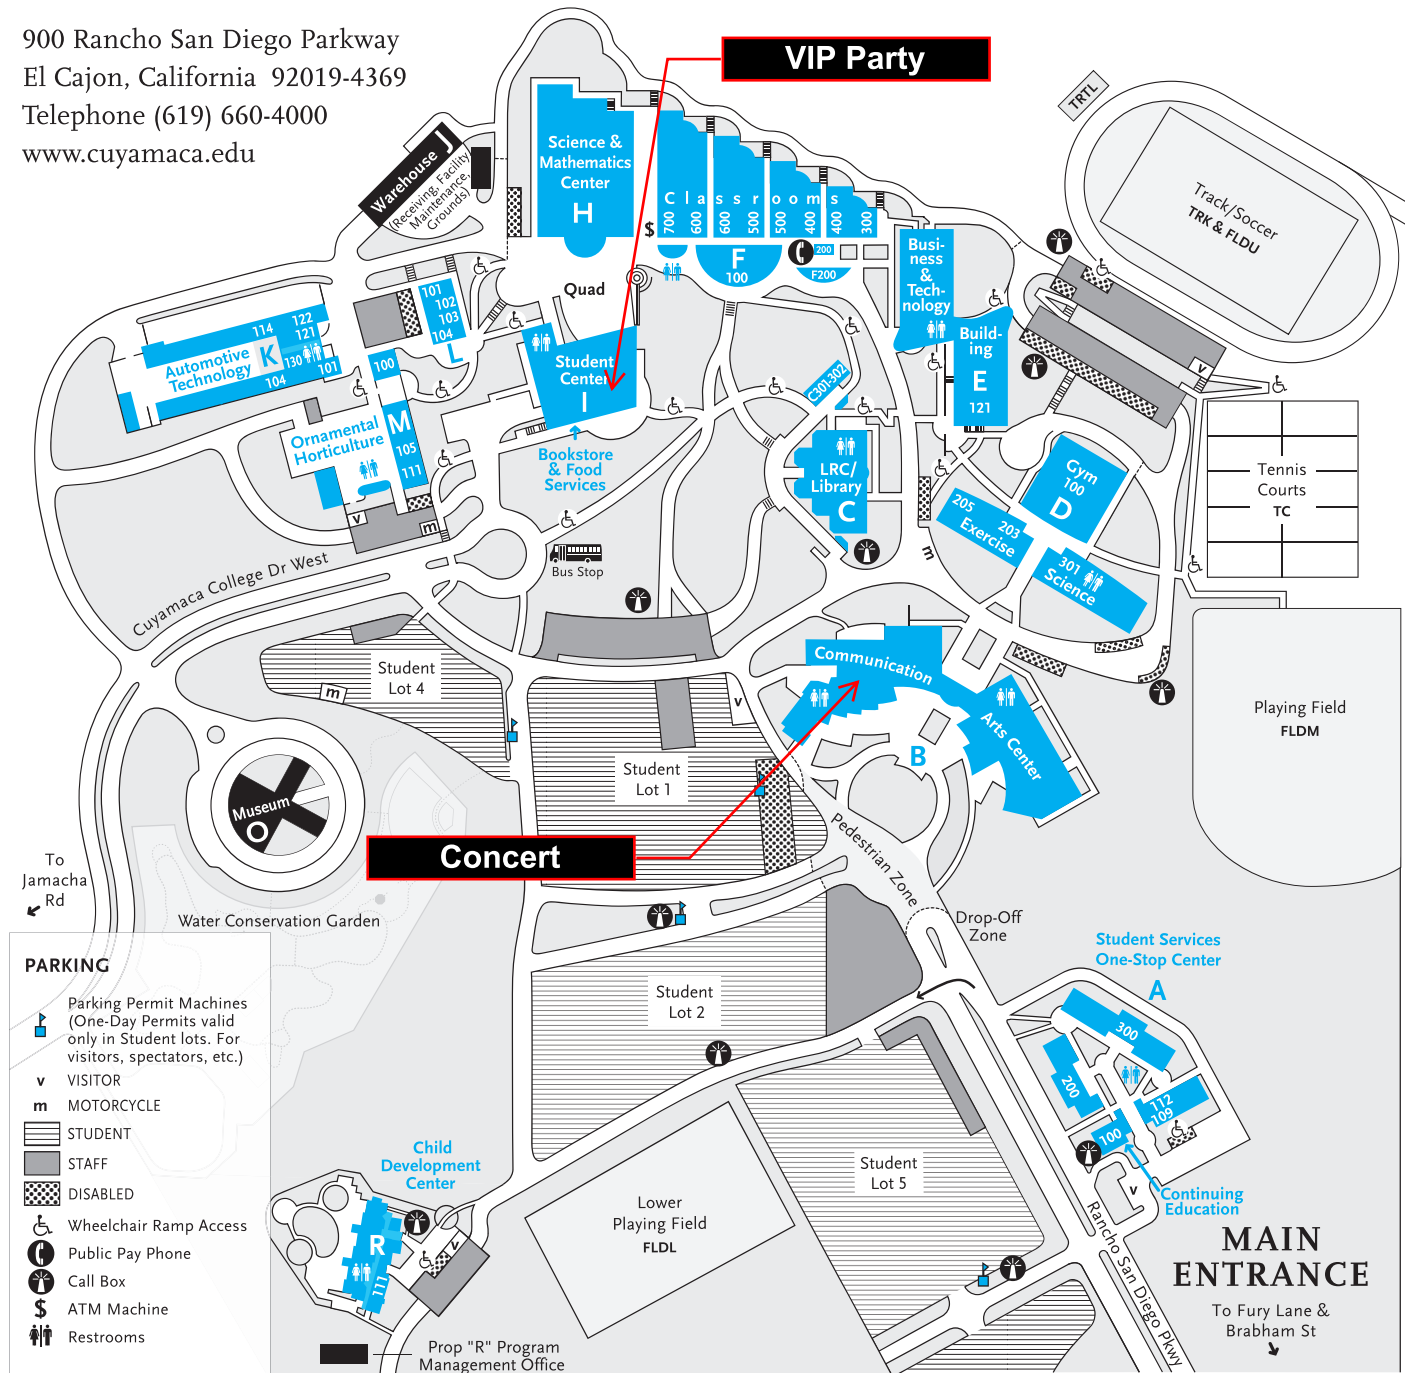 900 Rancho San Diego Parkway
El Cajon, California 92019-4369
Telephone (619) 660-4000
www.cuyamaca.edu
VIP Party
TRTL
Track/Soccer
TRK & FLDU
Warehouse J
(Receiving, Facility,
Maintenance,
Grounds)
Science &
Mathematics
Center
H
Classrooms
700
600
600
500
500
400
400
300
$
F
100
200
F200
Busi-
ness
&
Tech-
nology
Build-
ing
E
121
Quad
101
102
103
104
L
114
122
121
Automotive
Technology
K
130
101
104
100
M
Ornamental
Horticulture
105
111
v
m
Student
Center
I
Bookstore
& Food
Services
C301-302
LRC/
Library
C
Gym
100
D
205
203
Exercise
301
Science
v
Tennis
Courts
TC
m
Cuyamaca College Dr West
Bus Stop
Student
Lot 4
m
v
Communication
Arts Center
B
Playing Field
FLDM
Student
Lot 1
Museum
O
Concert
Pedestrian Zone
To
Jamacha
Rd
Water Conservation Garden
Drop-Off
Zone
Student Services
One-Stop Center
A
300
200
112
109
100
v
Continuing
Education
Student
Lot 2
Student
Lot 5
PARKING
Parking Permit Machines
(One-Day Permits valid
only in Student lots. For
visitors, spectators, etc.)
v VISITOR
m MOTORCYCLE
STUDENT
STAFF
DISABLED
Wheelchair Ramp Access
Public Pay Phone
Call Box
$ ATM Machine
Restrooms
Child
Development
Center
R
111
v
Lower
Playing Field
FLDL
Rancho San Diego Pkwy
MAIN
ENTRANCE
To Fury Lane &
Brabham St
Prop "R" Program
Management Office